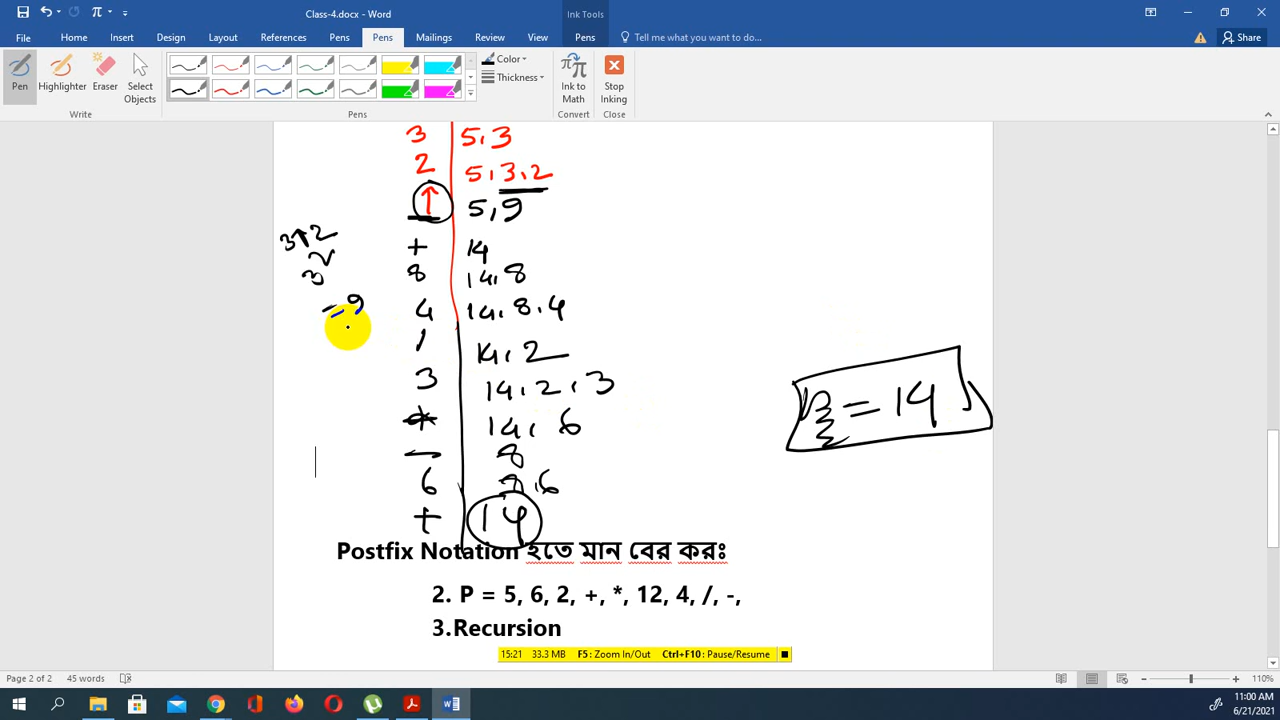 Class-4.docx - Word
Ink Tools
File Home Insert Design Layout References Pens Mailings Review View Pens Tell me what you want to do... Share
Pen Highlighter Eraser Select Objects
Color
Thickness
Ink to Math
Stop Inking
Write Pens Convert Close
3 5,3
2 5,3,2
↑ 5,9
3↑2
+ 14
3 2
8 14,8
= 9
4 14,8,4
/ 14,2
3 14,2,3
= 14
* 14, 6
- 8
6 8,6
+ 14
Postfix Notation হতে মান বের করঃ
2. P = 5, 6, 2, +, *, 12, 4, /, -,
3.Recursion
15:21 33.3 MB F5: Zoom In/Out Ctrl+F10: Pause/Resume
Page 2 of 2 45 words 110%
11:00 AM
6/21/2021